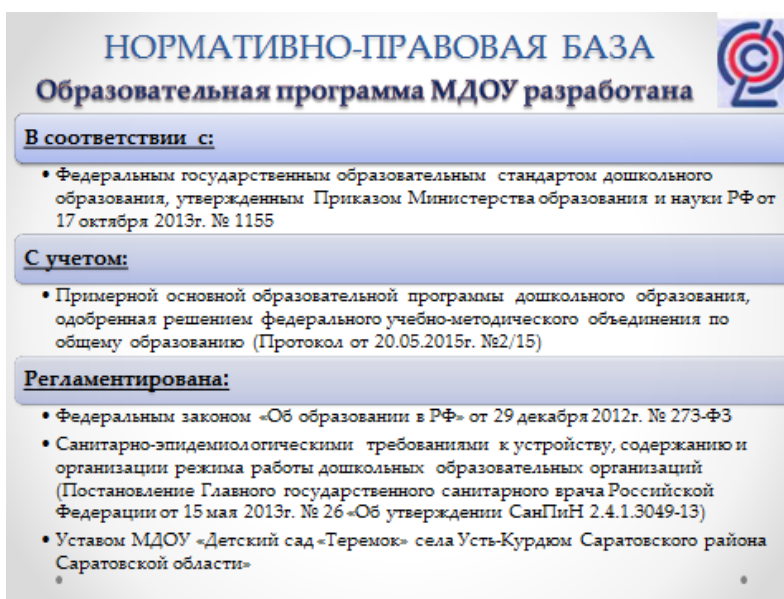 НОРМАТИВНО-ПРАВОВАЯ БАЗА
Образовательная программа МДОУ разработана
В соответствии с:
• Федеральным государственным образовательным стандартом дошкольного
образования, утвержденным Приказом Министерства образования и науки РФ от
17 октября 2013г. № 1155
С учетом:
• Примерной основной образовательной программы дошкольного образования,
одобренная решением федерального учебно-методического объединения по
общему образованию (Протокол от 20.05.2015г. №2/15)
Регламентирована:
• Федеральным законом «Об образовании в РФ» от 29 декабря 2012г. № 273-ФЗ
• Санитарно-эпидемиологическими требованиями к устройству, содержанию и
организации режима работы дошкольных образовательных организаций
(Постановление Главного государственного санитарного врача Российской
Федерации от 15 мая 2013г. № 26 «Об утверждении СанПиН 2.4.1.3049-13)
• Уставом МДОУ «Детский сад «Теремок» села Усть-Курдюм Саратовского района
Саратовской области»